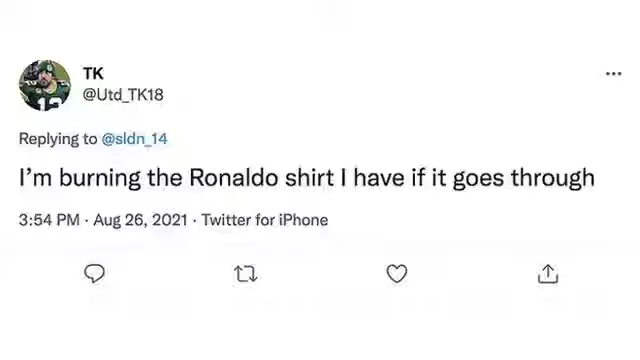 TK
@Utd_TK18
Replying to @sldn_14
I’m burning the Ronaldo shirt I have if it goes through
3:54 PM · Aug 26, 2021 · Twitter for iPhone